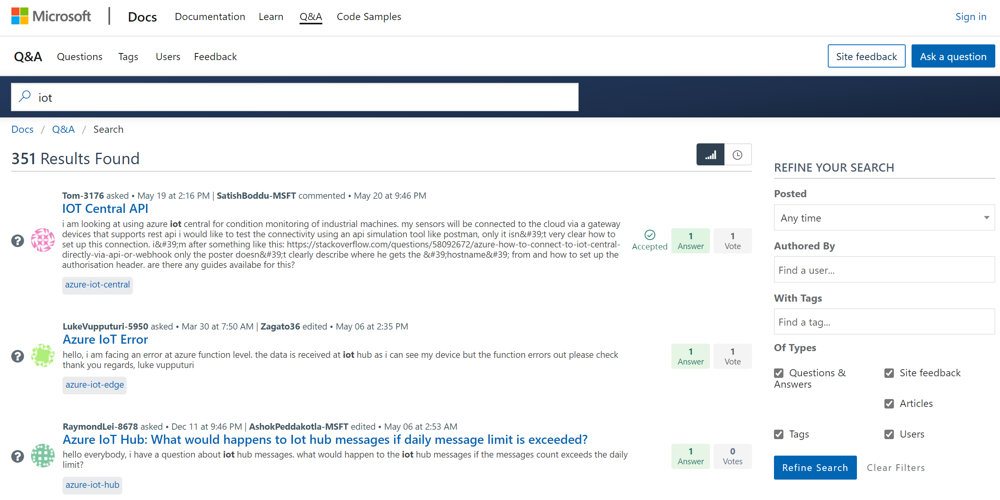 Microsoft | Docs Documentation Learn Q&A Code Samples Sign in
Q&A Questions Tags Users Feedback Site feedback Ask a question
iot
Docs / Q&A / Search
351 Results Found
Tom-3176 asked • May 19 at 2:16 PM | SatishBoddu-MSFT commented • May 20 at 9:46 PM
IOT Central API
i am looking at using azure iot central for condition monitoring of industrial machines. my sensors will be connected to the cloud via a gateway
devices that supports rest api i would like to test the connectivity using an api simulation tool like postman, only it isn&#39;t very clear how to
set up this connection. i&#39;m after something like this: https://stackoverflow.com/questions/58092672/azure-how-to-connect-to-iot-central-
directly-via-api-or-webhook only the poster doesn&#39;t clearly describe where he gets the &#39;hostname&#39; from and how to set up the
authorisation header. are there any guides availabe for this?
Accepted
1
Answer
1
Vote
azure-iot-central
LukeVupputuri-5950 asked • Mar 30 at 7:50 AM | Zagato36 edited • May 06 at 2:35 PM
Azure IoT Error
hello, i am facing an error at azure function level. the data is received at iot hub as i can see my device but the function errors out please check
thank you regards, luke vupputuri
1
Answer
1
Vote
azure-iot-edge
RaymondLei-8678 asked • Dec 11 at 9:46 PM | AshokPeddakotla-MSFT edited • May 06 at 2:53 AM
Azure IoT Hub: What would happens to Iot hub messages if daily message limit is exceeded?
hello everybody, i have a question about iot hub messages. what would happen to the iot hub messages if the messages count exceeds the daily
limit?
1
Answer
0
Votes
azure-iot-hub
REFINE YOUR SEARCH
Posted
Any time
Authored By
Find a user...
With Tags
Find a tag...
Of Types
Questions &
Answers
Site feedback
Articles
Tags
Users
Refine Search Clear Filters